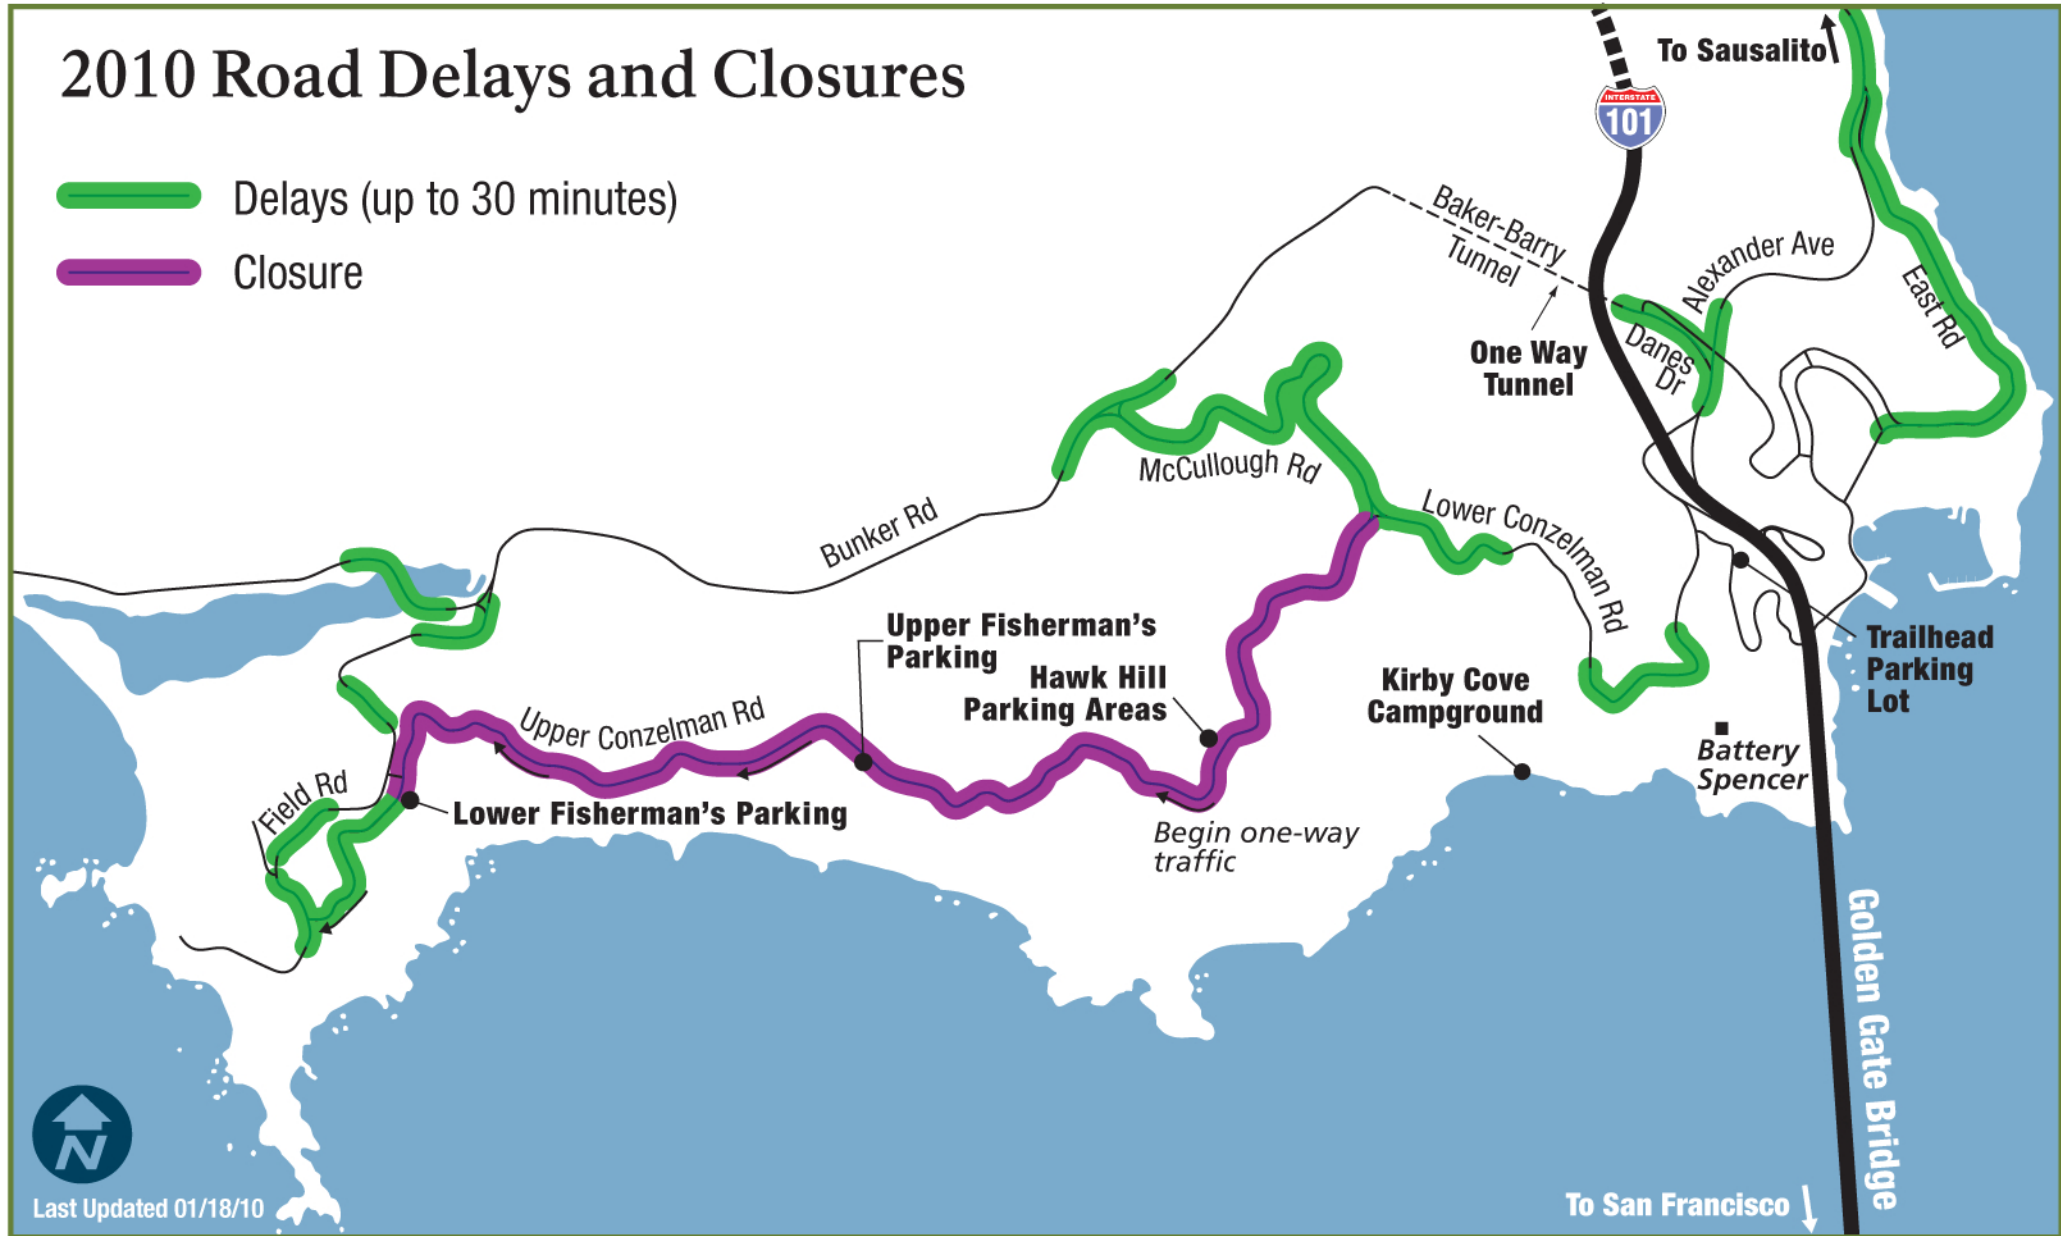 2010 Road Delays and Closures
Delays (up to 30 minutes)
Closure
To Sausalito
INTERSTATE
101
Baker-Barry
Tunnel
Alexander Ave
East Rd
One Way
Tunnel
Danes
Dr
McCullough Rd
Lower Conzelman Rd
Bunker Rd
Upper Fisherman's
Parking
Hawk Hill
Parking Areas
Kirby Cove
Campground
Trailhead
Parking
Lot
Battery
Spencer
Upper Conzelman Rd
Field Rd
Lower Fisherman's Parking
Begin one-way
traffic
Golden Gate Bridge
N
Last Updated 01/18/10
To San Francisco